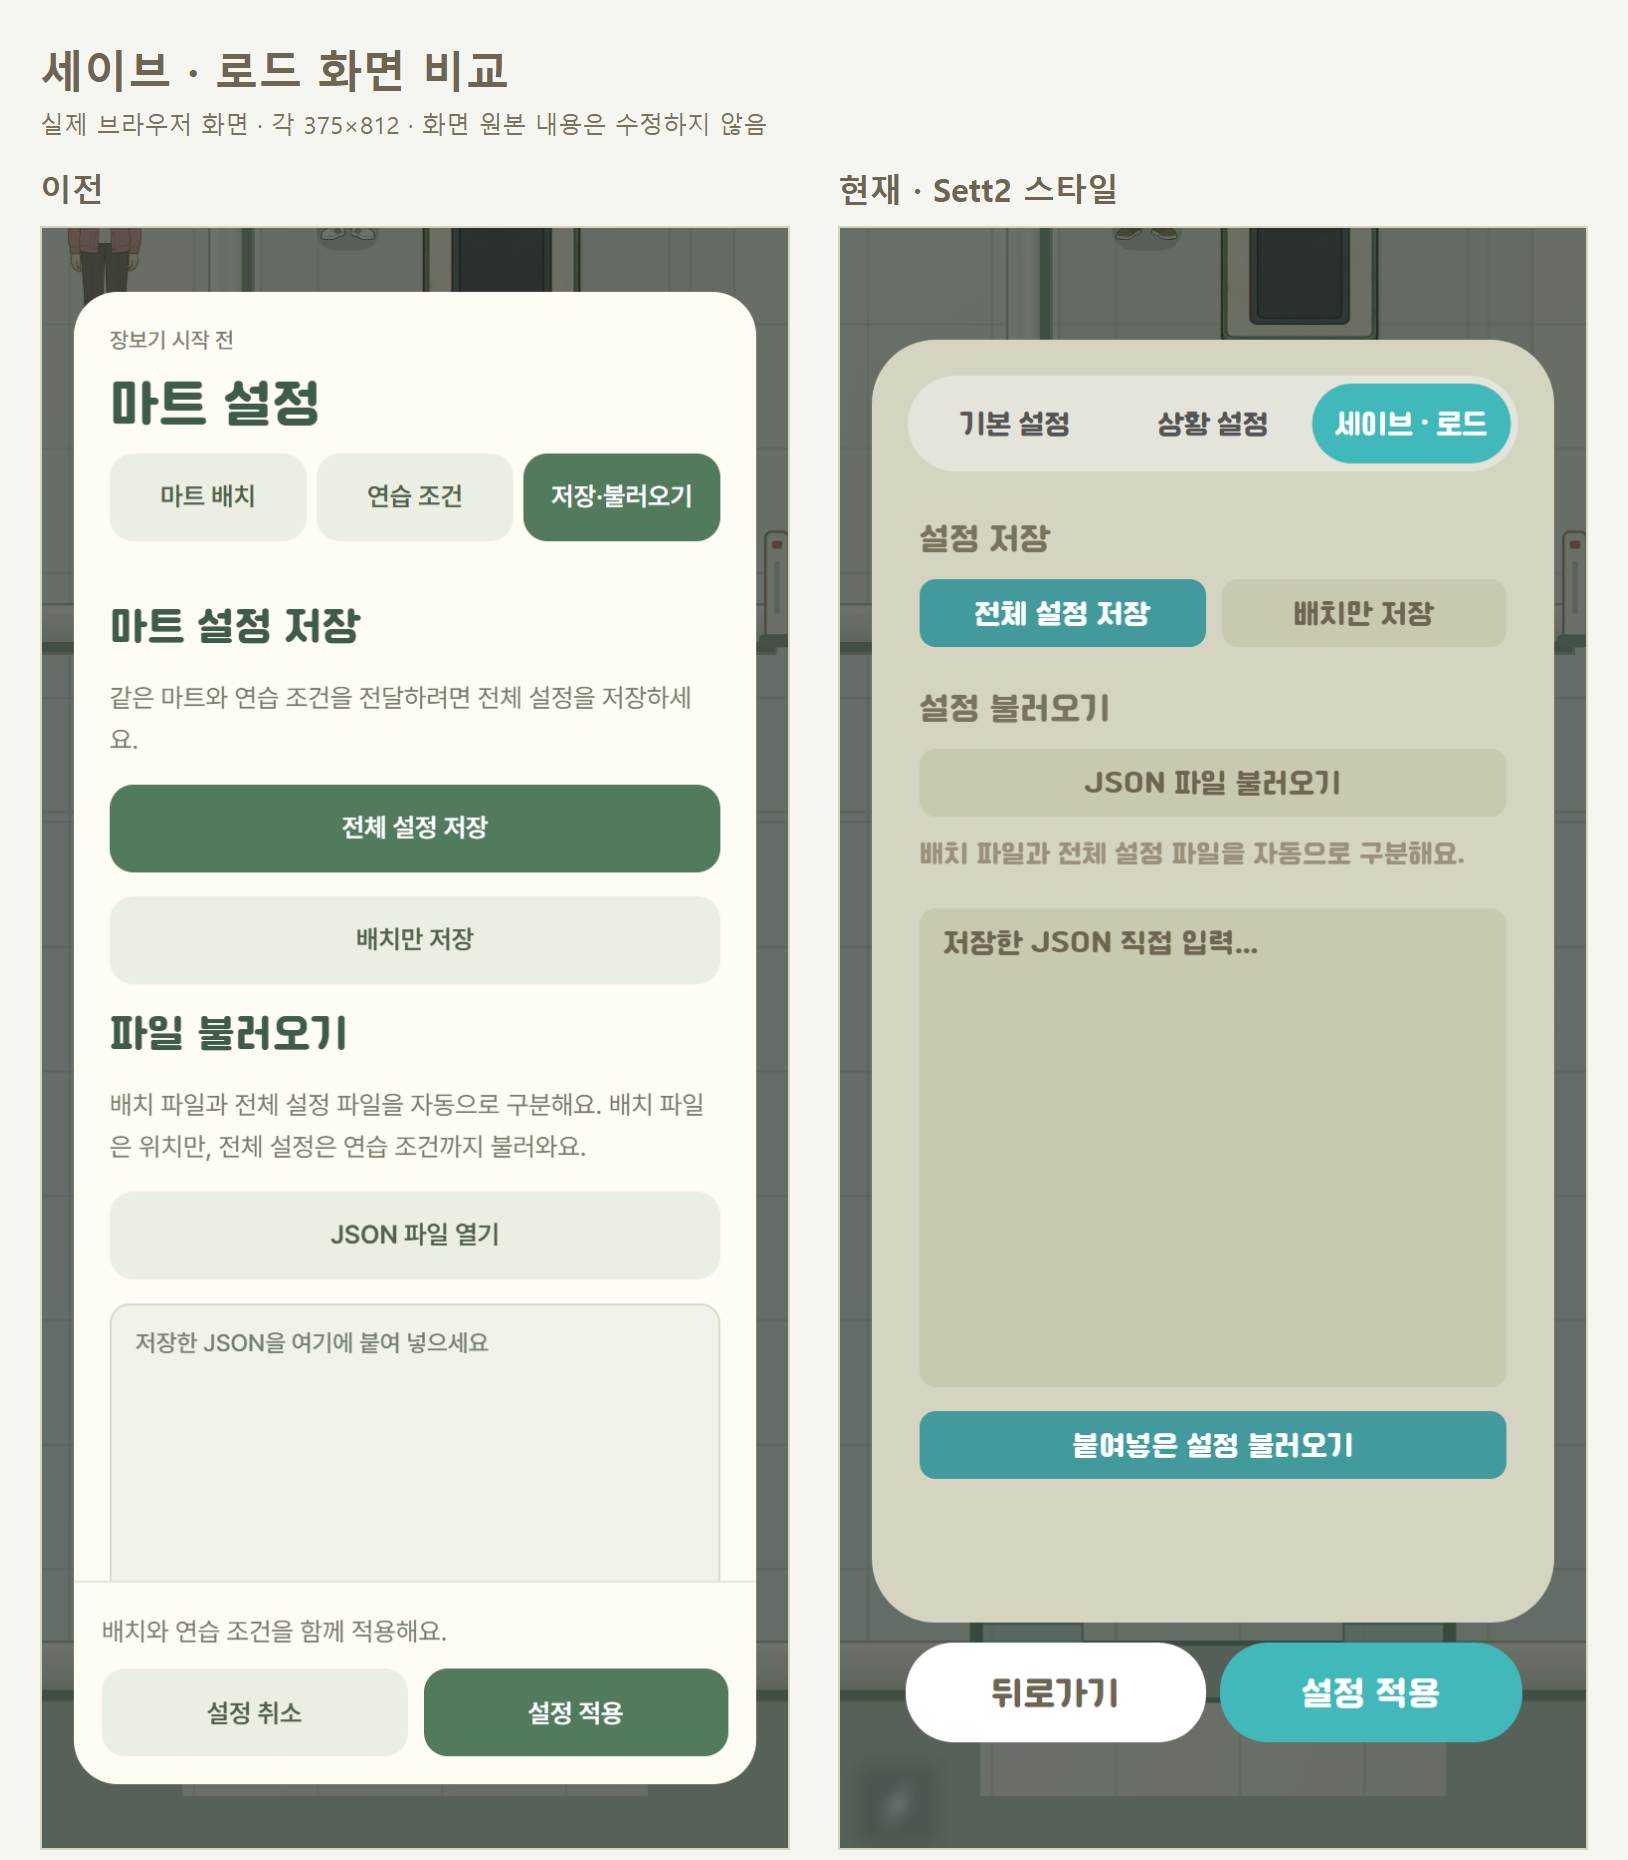 세이브 · 로드 화면 비교
실제 브라우저 화면 · 각 375×812 · 화면 원본 내용은 수정하지 않음
이전
장보기 시작 전
마트 설정
마트 배치
연습 조건
저장·불러오기
마트 설정 저장
같은 마트와 연습 조건을 전달하려면 전체 설정을 저장하세
요.
전체 설정 저장
배치만 저장
파일 불러오기
배치 파일과 전체 설정 파일을 자동으로 구분해요. 배치 파일
은 위치만, 전체 설정은 연습 조건까지 불러와요.
JSON 파일 열기
저장한 JSON을 여기에 붙여 넣으세요
배치와 연습 조건을 함께 적용해요.
설정 취소
설정 적용
현재 · Sett2 스타일
기본 설정
상황 설정
세이브 · 로드
설정 저장
전체 설정 저장
배치만 저장
설정 불러오기
JSON 파일 불러오기
배치 파일과 전체 설정 파일을 자동으로 구분해요.
저장한 JSON 직접 입력...
붙여넣은 설정 불러오기
뒤로가기
설정 적용